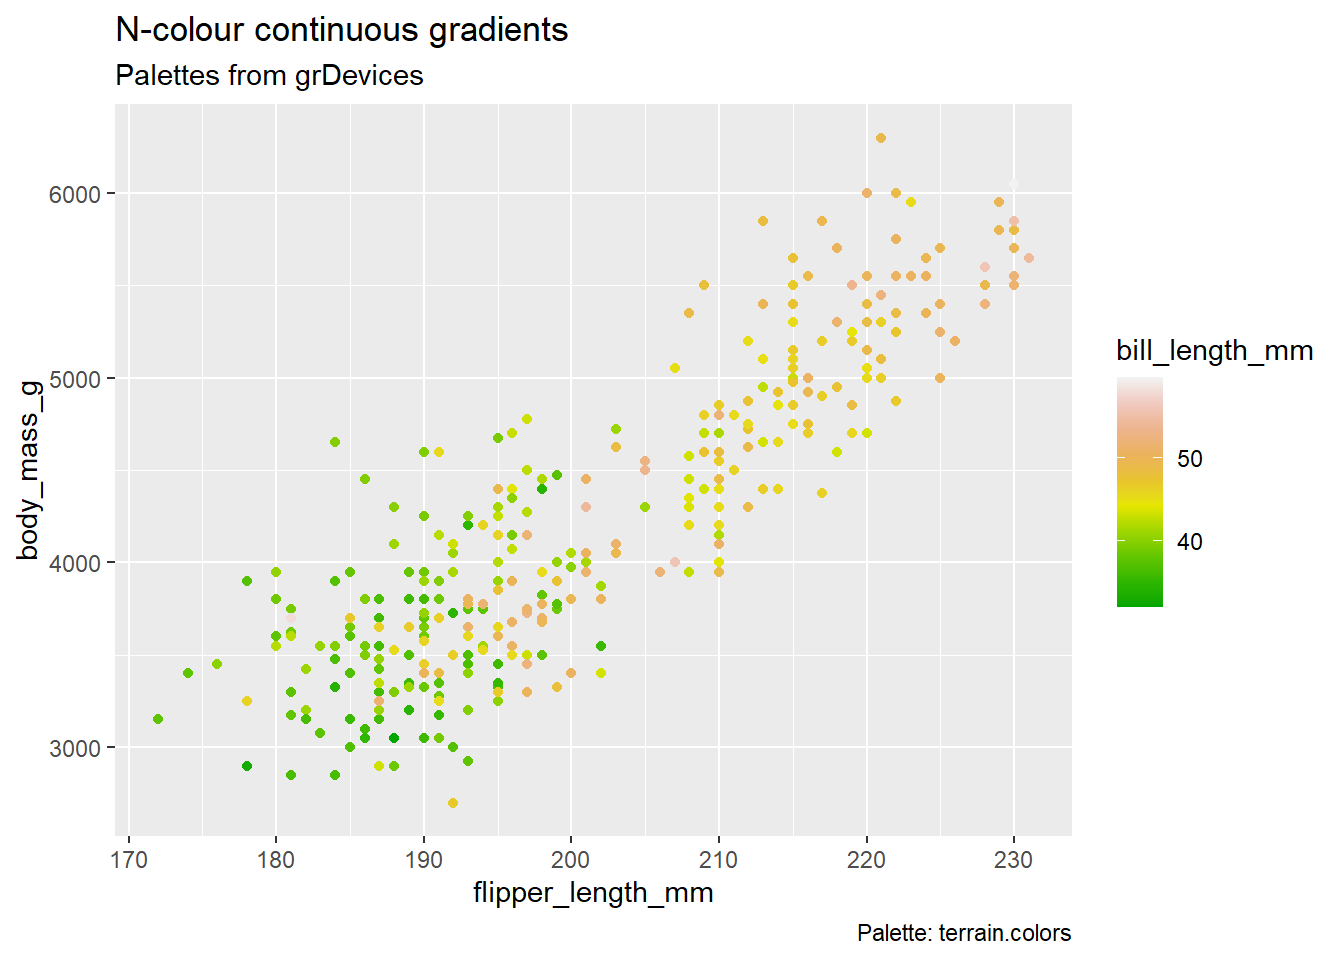 N-colour continuous gradients
Palettes from grDevices
body_mass_g
6000
5000
4000
3000
170 180 190 200 210 220 230
flipper_length_mm
bill_length_mm
50
40
Palette: terrain.colors